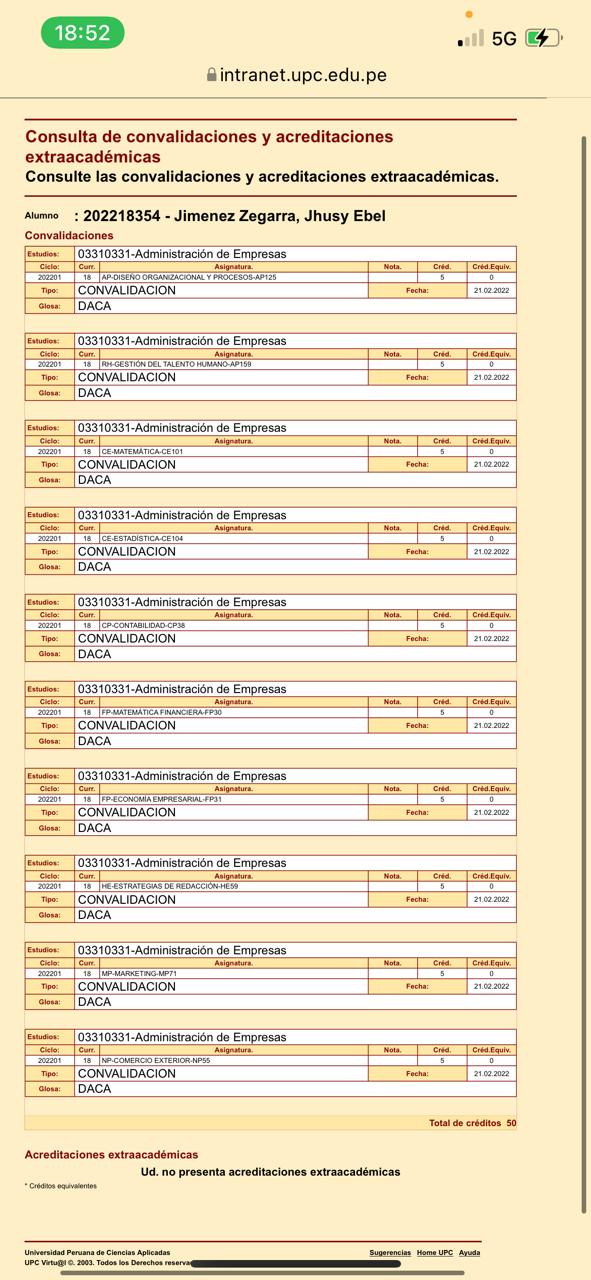 18:52
5G
intranet.upc.edu.pe
Consulta de convalidaciones y acreditaciones
extraacadémicas
Consulte las convalidaciones y acreditaciones extraacadémicas.
Alumno : 202218354 - Jimenez Zegarra, Jhusy Ebel
Convalidaciones
Estudios: 03310331-Administración de Empresas
Ciclo: Curr. Asignatura. Nota. Créd. Créd.Equiv.
202201 18 AP-DISEÑO ORGANIZACIONAL Y PROCESOS-AP125 5 0
Tipo: CONVALIDACION Fecha: 21.02.2022
Glosa: DACA
Estudios: 03310331-Administración de Empresas
Ciclo: Curr. Asignatura. Nota. Créd. Créd.Equiv.
202201 18 RH-GESTIÓN DEL TALENTO HUMANO-AP159 5 0
Tipo: CONVALIDACION Fecha: 21.02.2022
Glosa: DACA
Estudios: 03310331-Administración de Empresas
Ciclo: Curr. Asignatura. Nota. Créd. Créd.Equiv.
202201 18 CE-MATEMÁTICA-CE101 5 0
Tipo: CONVALIDACION Fecha: 21.02.2022
Glosa: DACA
Estudios: 03310331-Administración de Empresas
Ciclo: Curr. Asignatura. Nota. Créd. Créd.Equiv.
202201 18 CE-ESTADÍSTICA-CE104 5 0
Tipo: CONVALIDACION Fecha: 21.02.2022
Glosa: DACA
Estudios: 03310331-Administración de Empresas
Ciclo: Curr. Asignatura. Nota. Créd. Créd.Equiv.
202201 18 CP-CONTABILIDAD-CP38 5 0
Tipo: CONVALIDACION Fecha: 21.02.2022
Glosa: DACA
Estudios: 03310331-Administración de Empresas
Ciclo: Curr. Asignatura. Nota. Créd. Créd.Equiv.
202201 18 FP-MATEMÁTICA FINANCIERA-FP30 5 0
Tipo: CONVALIDACION Fecha: 21.02.2022
Glosa: DACA
Estudios: 03310331-Administración de Empresas
Ciclo: Curr. Asignatura. Nota. Créd. Créd.Equiv.
202201 18 FP-ECONOMÍA EMPRESARIAL-FP31 5 0
Tipo: CONVALIDACION Fecha: 21.02.2022
Glosa: DACA
Estudios: 03310331-Administración de Empresas
Ciclo: Curr. Asignatura. Nota. Créd. Créd.Equiv.
202201 18 HE-ESTRATEGIAS DE REDACCIÓN-HE59 5 0
Tipo: CONVALIDACION Fecha: 21.02.2022
Glosa: DACA
Estudios: 03310331-Administración de Empresas
Ciclo: Curr. Asignatura. Nota. Créd. Créd.Equiv.
202201 18 MP-MARKETING-MP71 5 0
Tipo: CONVALIDACION Fecha: 21.02.2022
Glosa: DACA
Estudios: 03310331-Administración de Empresas
Ciclo: Curr. Asignatura. Nota. Créd. Créd.Equiv.
202201 18 NP-COMERCIO EXTERIOR-NP55 5 0
Tipo: CONVALIDACION Fecha: 21.02.2022
Glosa: DACA
Total de créditos 50
Acreditaciones extraacadémicas
Ud. no presenta acreditaciones extraacadémicas
* Créditos equivalentes
Universidad Peruana de Ciencias Aplicadas Sugerencias Home UPC Ayuda
UPC Virtu@l ©. 2003. Todos los Derechos reserva